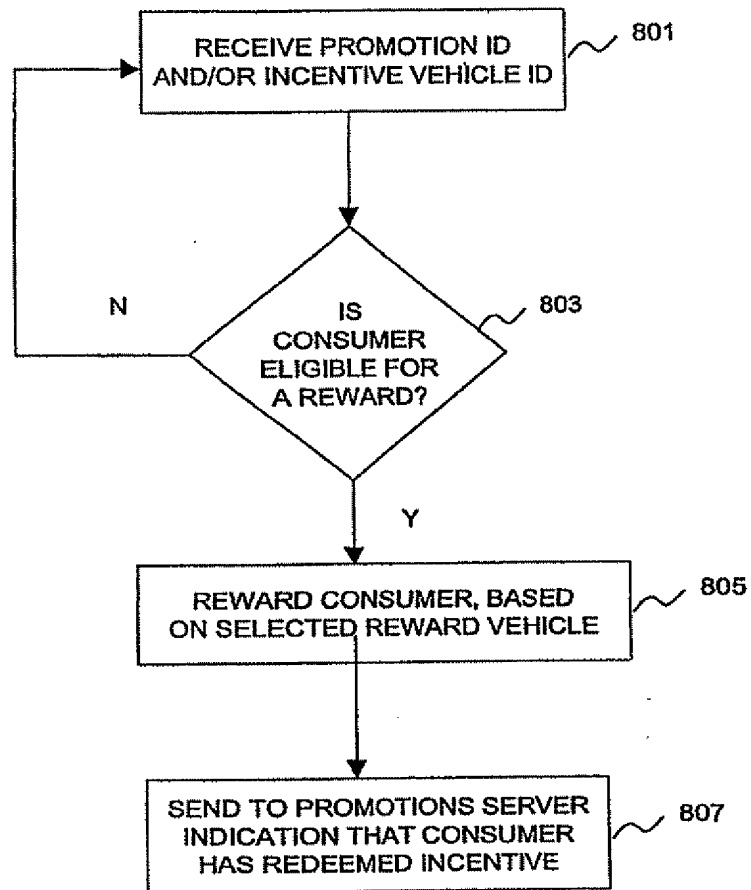 RECEIVE PROMOTION ID
AND/OR INCENTIVE VEHICLE ID
801
N
IS
CONSUMER
ELIGIBLE FOR
A REWARD?
803
Y
REWARD CONSUMER, BASED
ON SELECTED REWARD VEHICLE
805
SEND TO PROMOTIONS SERVER
INDICATION THAT CONSUMER
HAS REDEEMED INCENTIVE
807